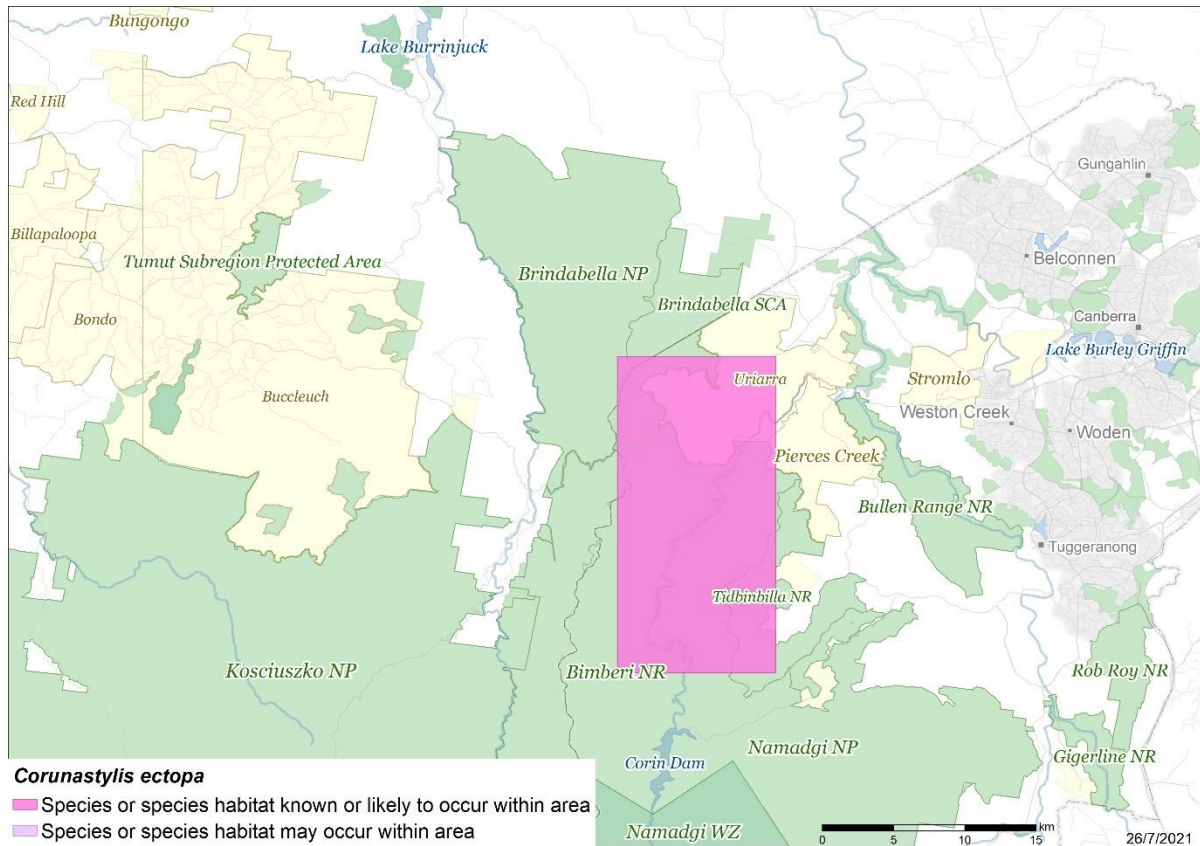 Bungongo
Lake Burrinjuck
Red Hill
Gungahlin
Billapaloopa
Tumut Subregion Protected Area
Brindabella NP
Belconnen
Brindabella SCA
Bondo
Canberra
Lake Burley Griffin
Uriarra
Stromlo
Buccleuch
Weston Creek
Woden
Pierces Creek
Bullen Range NR
Tuggeranong
Tidbinbilla NR
Kosciuszko NP
Bimberi NR
Rob Roy NR
Namadgi NP
Gigerline NR
Corin Dam
Corunastylis ectopa
Species or species habitat known or likely to occur within area
Species or species habitat may occur within area
Namadgi WZ
km
0 5 10 15
26/7/2021